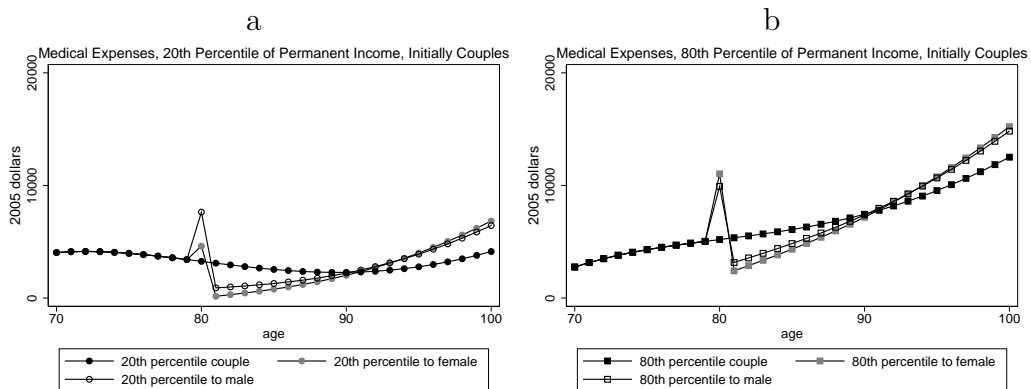 a
Medical Expenses, 20th Percentile of Permanent Income, Initially Couples
20000
10000
0
2005 dollars
70
80
90
100
age
20th percentile couple
20th percentile to female
20th percentile to male
b
Medical Expenses, 80th Percentile of Permanent Income, Initially Couples
20000
10000
0
2005 dollars
70
80
90
100
age
80th percentile couple
80th percentile to female
80th percentile to male